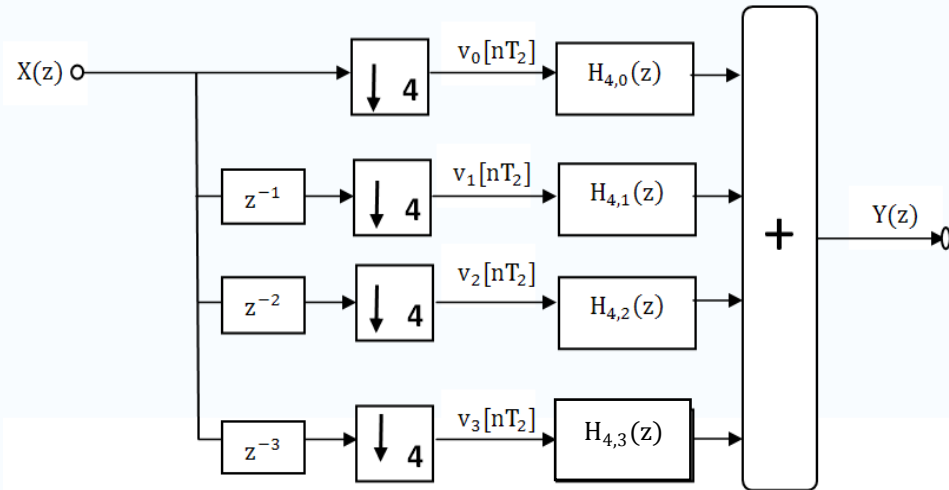 X(z) ↓ 4 v₀[nT₂] H₄,₀(z)
z⁻¹ ↓ 4 v₁[nT₂] H₄,₁(z)
+ Y(z)
z⁻² ↓ 4 v₂[nT₂] H₄,₂(z)
z⁻³ ↓ 4 v₃[nT₂] H₄,₃(z)